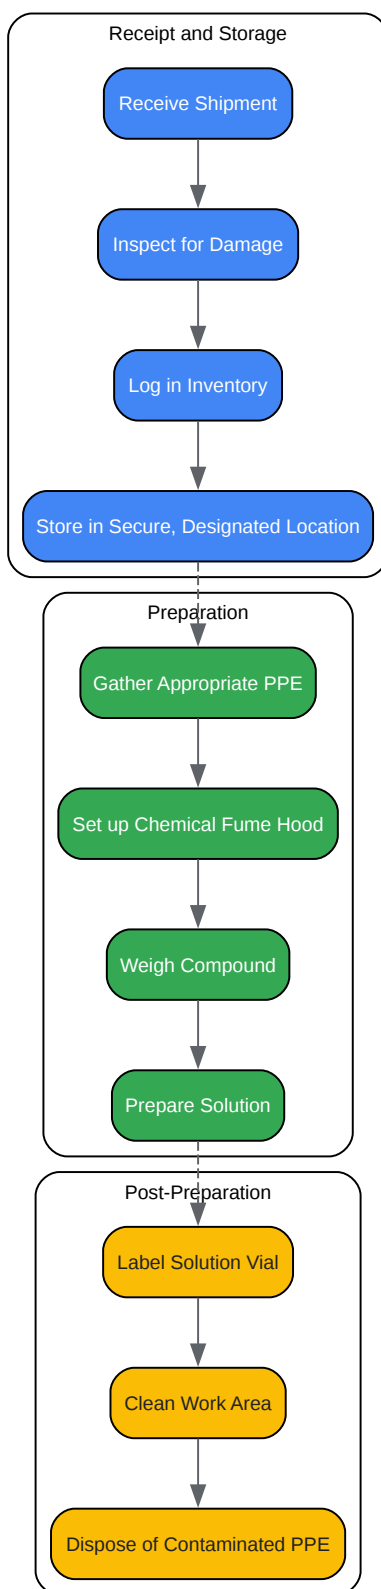 Receipt and Storage
Receive Shipment
Inspect for Damage
Log in Inventory
Store in Secure, Designated Location
Preparation
Gather Appropriate PPE
Set up Chemical Fume Hood
Weigh Compound
Prepare Solution
Post-Preparation
Label Solution Vial
Clean Work Area
Dispose of Contaminated PPE